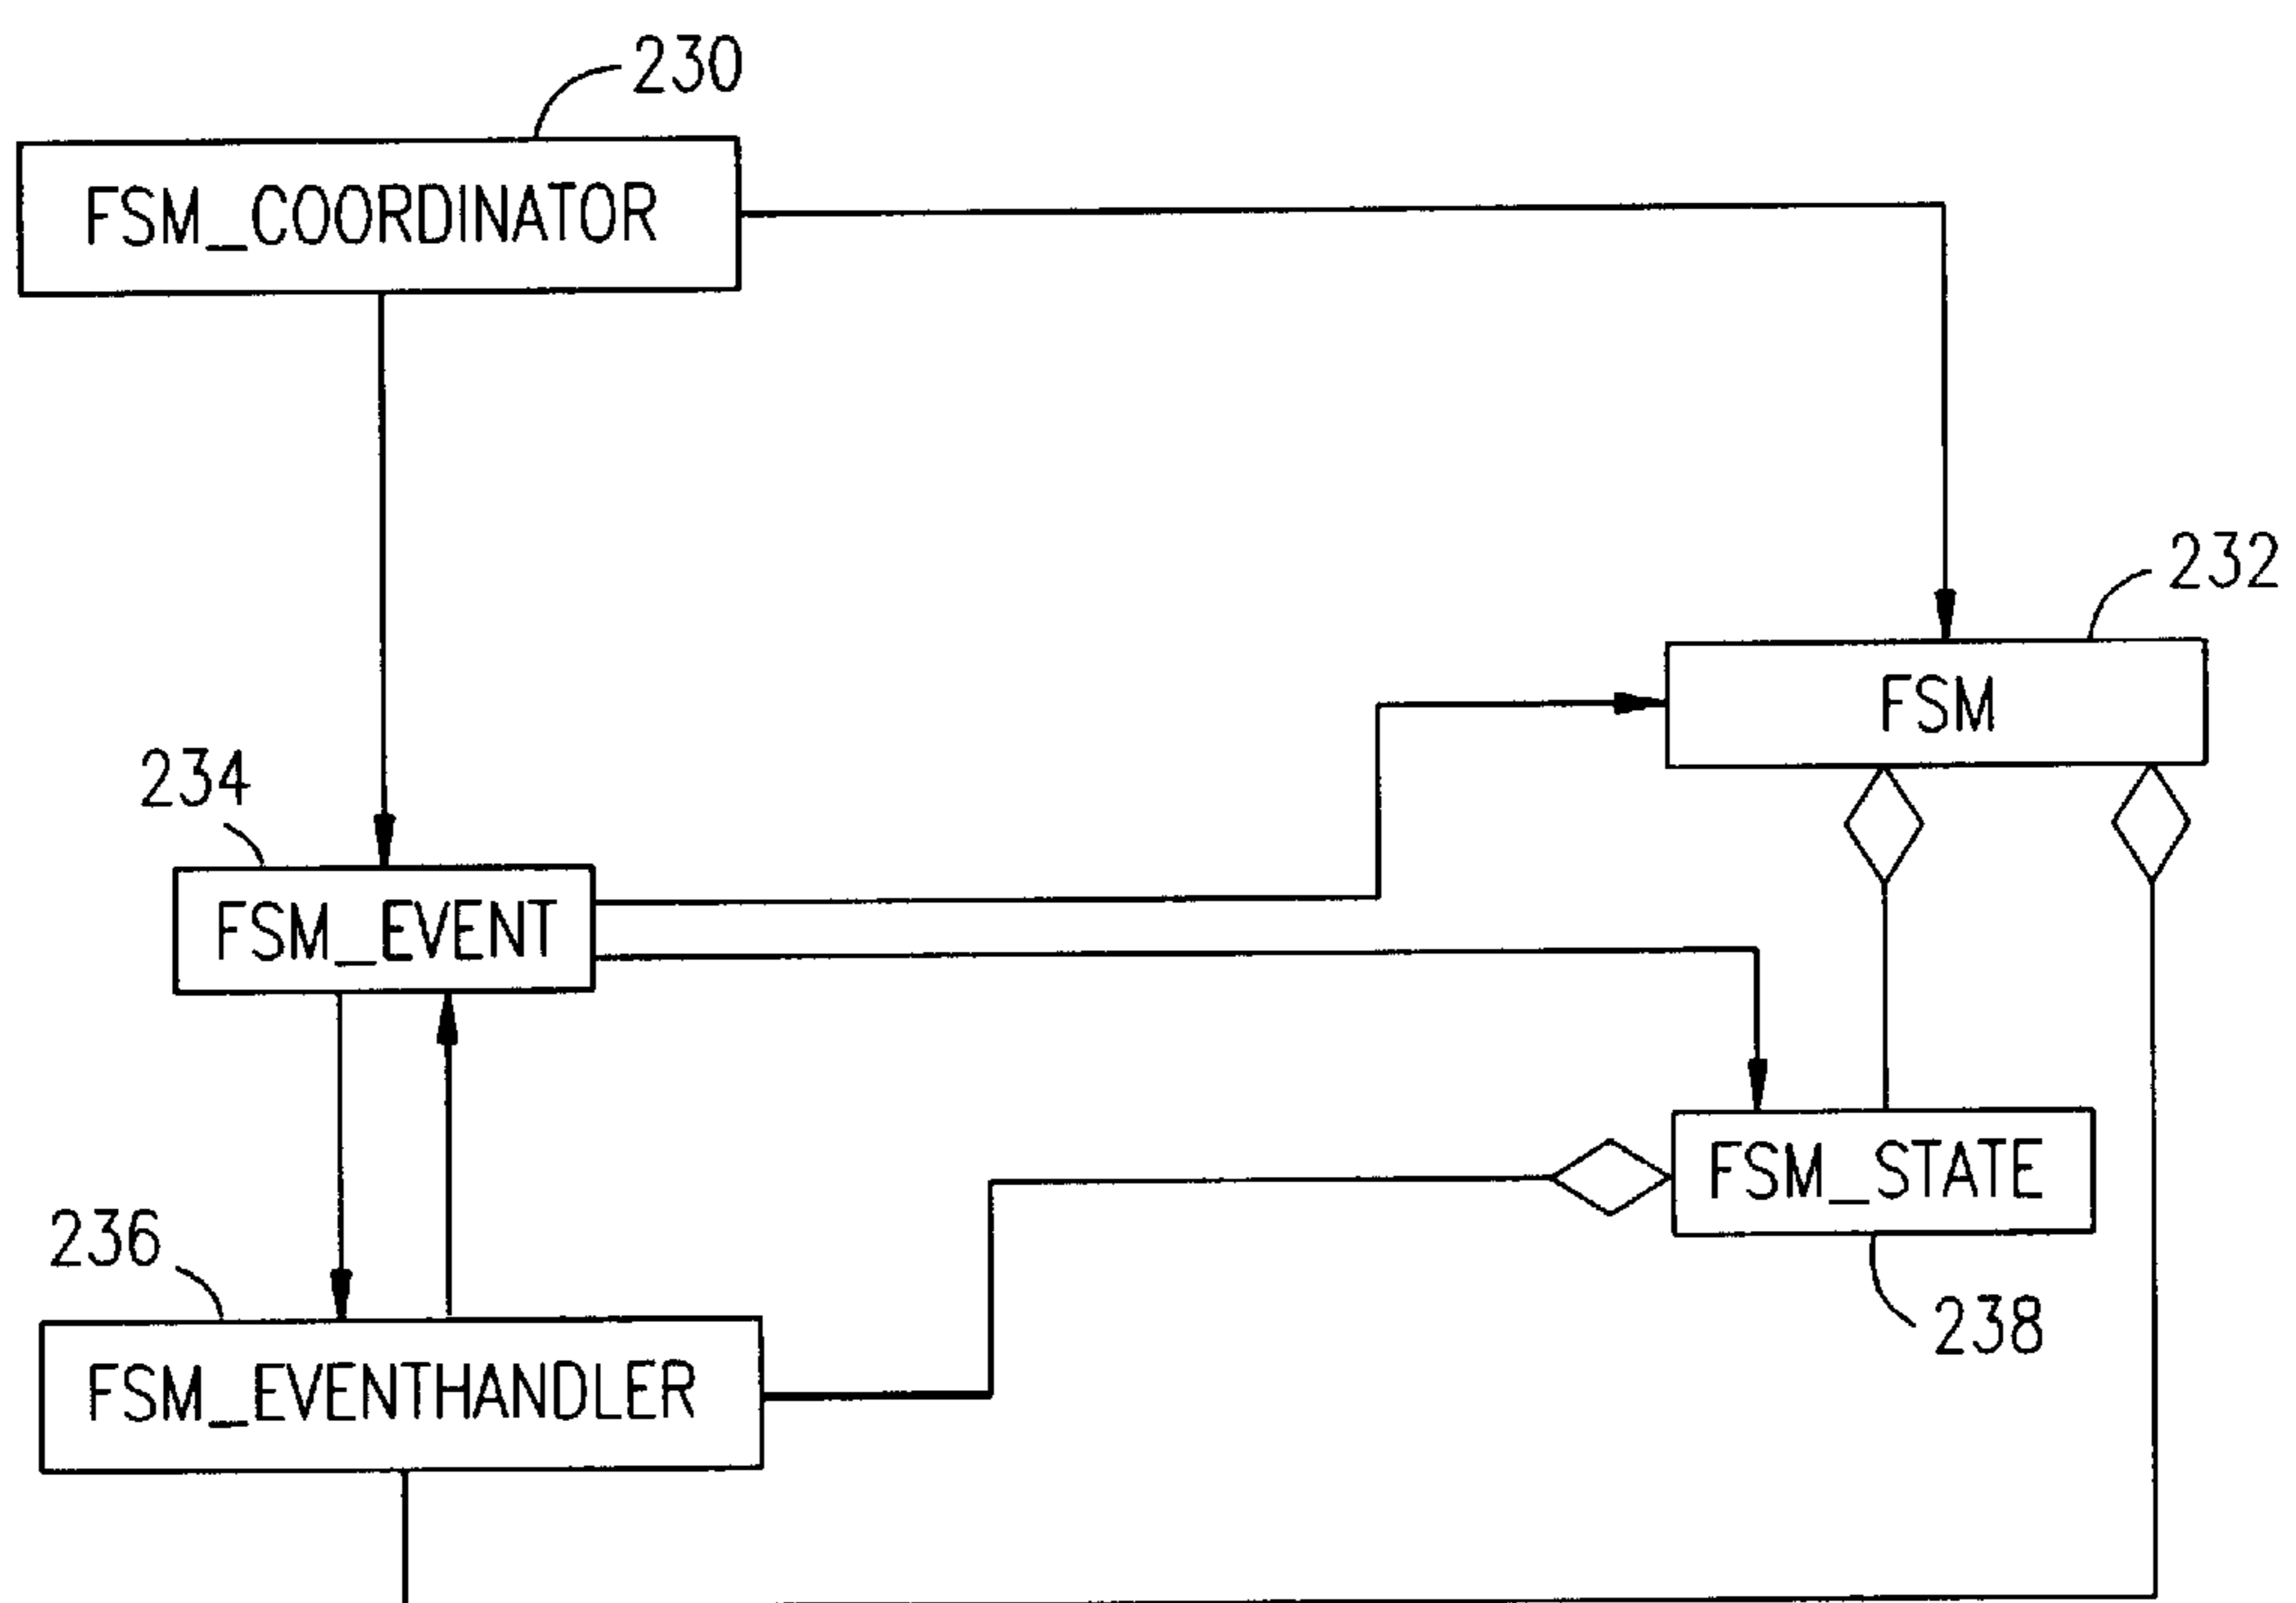 230
FSM_COORDINATOR
232
FSM
234
FSM_EVENT
FSM_STATE
236
238
FSM_EVENTHANDLER